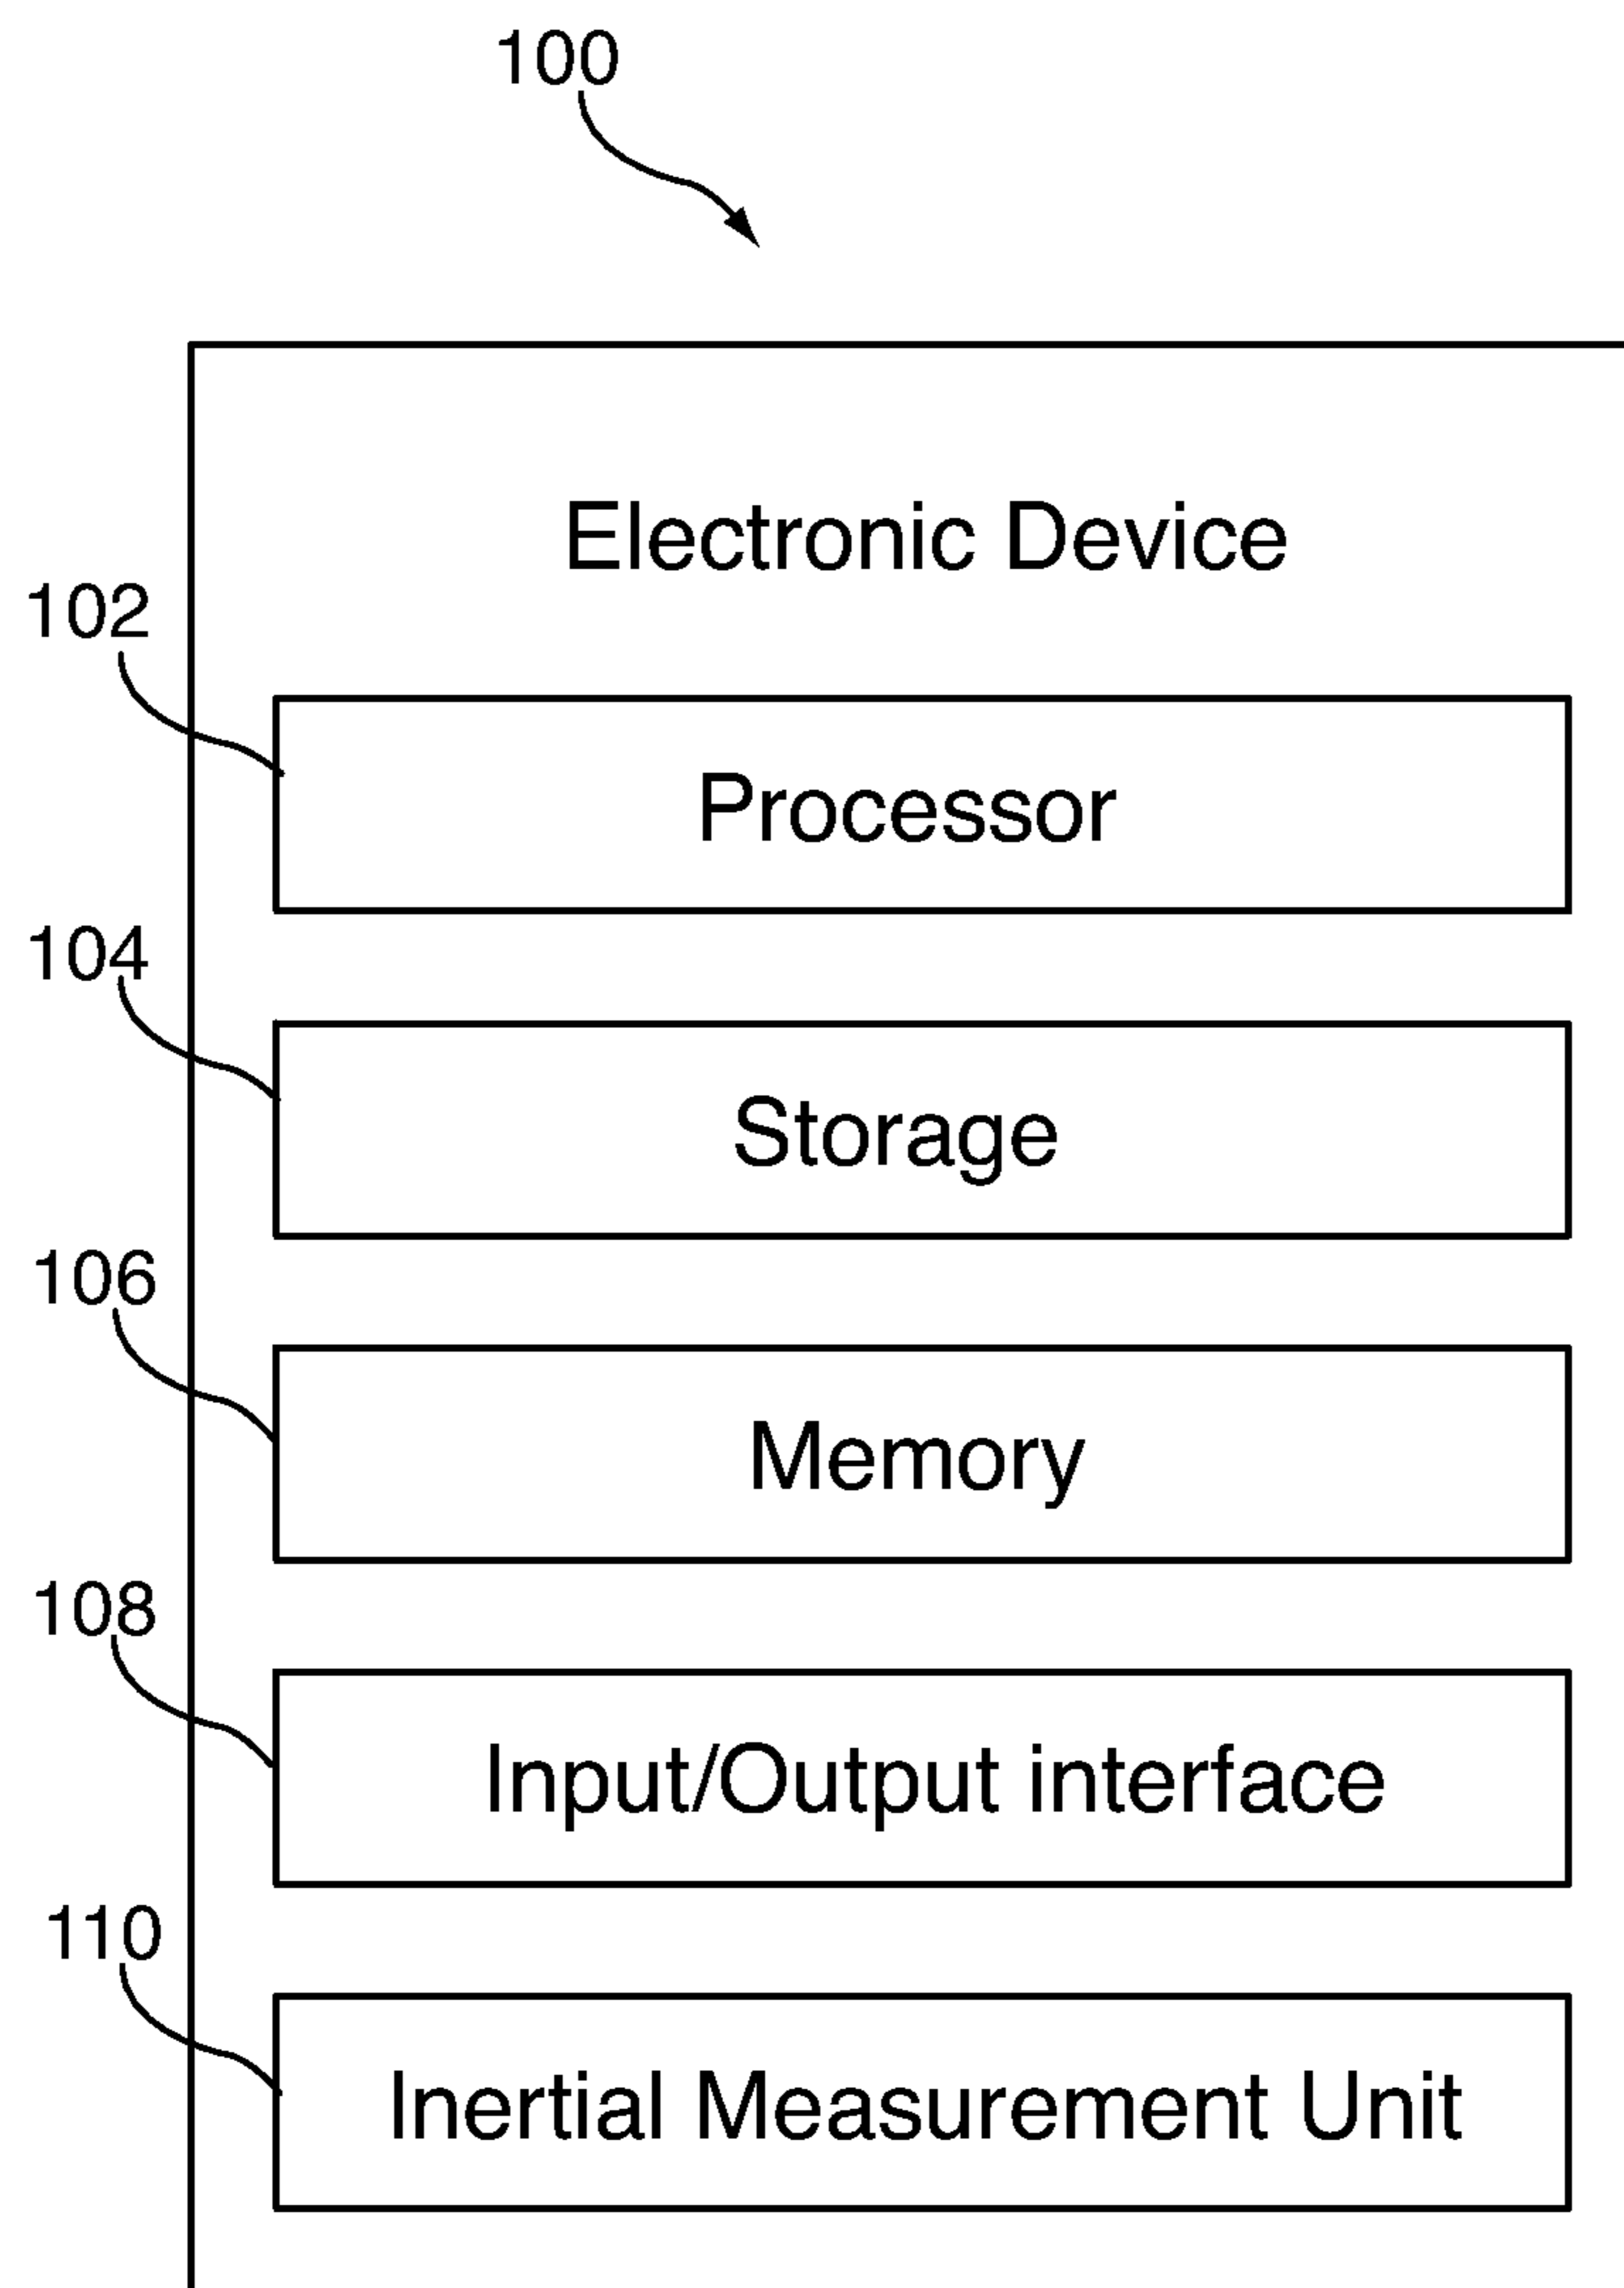 100
Electronic Device
102
Processor
104
Storage
106
Memory
108
Input/Output interface
110
Inertial Measurement Unit